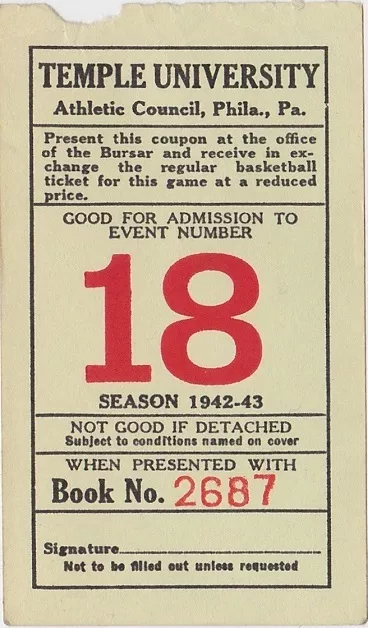 TEMPLE UNIVERSITY
Athletic Council, Phila., Pa.
Present this coupon at the office
of the Bursar and receive in ex-
change the regular basketball
ticket for this game at a reduced
price.
GOOD FOR ADMISSION TO
EVENT NUMBER
18
SEASON 1942-43
NOT GOOD IF DETACHED
Subject to conditions named on cover
WHEN PRESENTED WITH
Book No. 2687
Signature
Not to be filled out unless requested